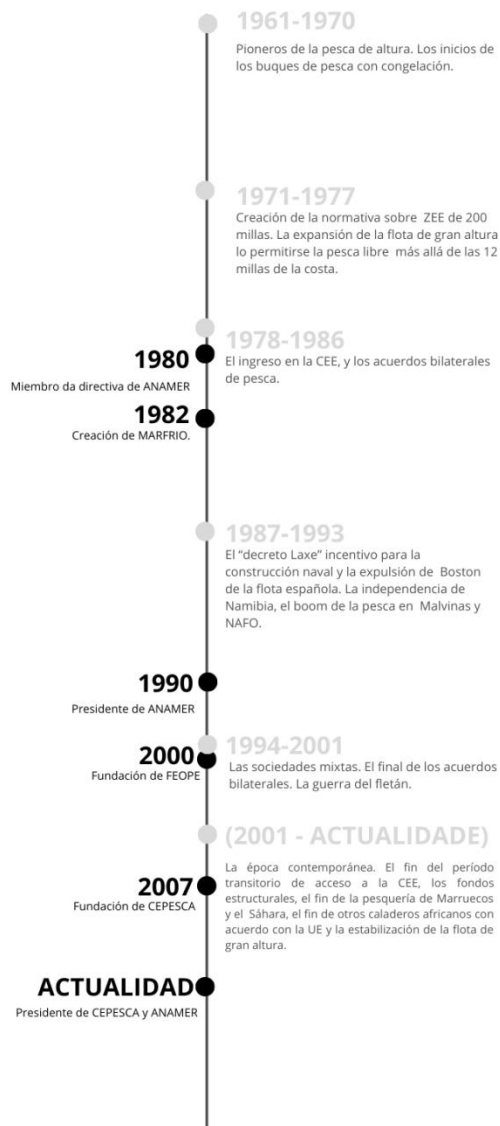 1961-1970
Pioneros de la pesca de altura. Los inicios de
los buques de pesca con congelación.
1971-1977
Creación de la normativa sobre ZEE de 200
millas. La expansión de la flota de gran altura
lo permitirse la pesca libre más allá de las 12
millas de la costa.
1978-1986
El ingreso en la CEE, y los acuerdos bilaterales
de pesca.
1980
Miembro da directiva de ANAMER
1982
Creación de MARFRIO.
1987-1993
El “decreto Laxe” incentivo para la
construcción naval y la expulsión de Boston
de la flota española. La independencia de
Namibia, el boom de la pesca en Malvinas y
NAFO.
1990
Presidente de ANAMER
1994-2001
Las sociedades mixtas. El final de los acuerdos
bilaterales. La guerra del fletán.
2000
Fundación de FEOPE
(2001 - ACTUALIDADE)
La época contemporánea. El fin del período
transitorio de acceso a la CEE, los fondos
estructurales, el fin de la pesquería de Marruecos
y el Sáhara, el fin de otros caladeros africanos con
acuerdo con la UE y la estabilización de la flota de
gran altura.
2007
Fundación de CEPESCA
ACTUALIDAD
Presidente de CEPESCA y ANAMER